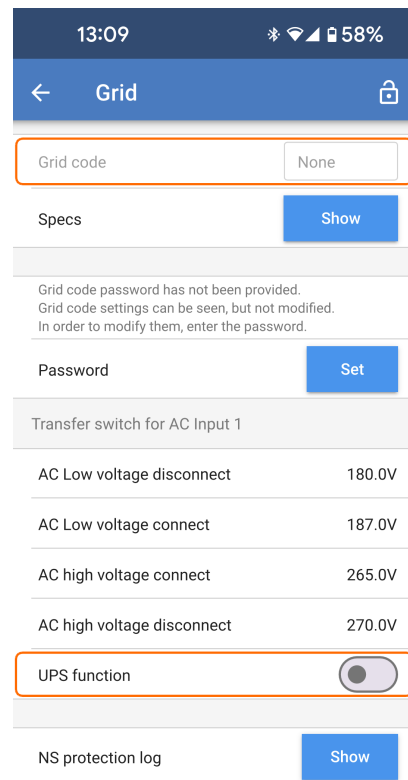 13:09 58%
Grid
Grid code None
Specs Show
Grid code password has not been provided.
Grid code settings can be seen, but not modified.
In order to modify them, enter the password.
Password Set
Transfer switch for AC Input 1
AC Low voltage disconnect 180.0V
AC Low voltage connect 187.0V
AC high voltage connect 265.0V
AC high voltage disconnect 270.0V
UPS function
NS protection log Show